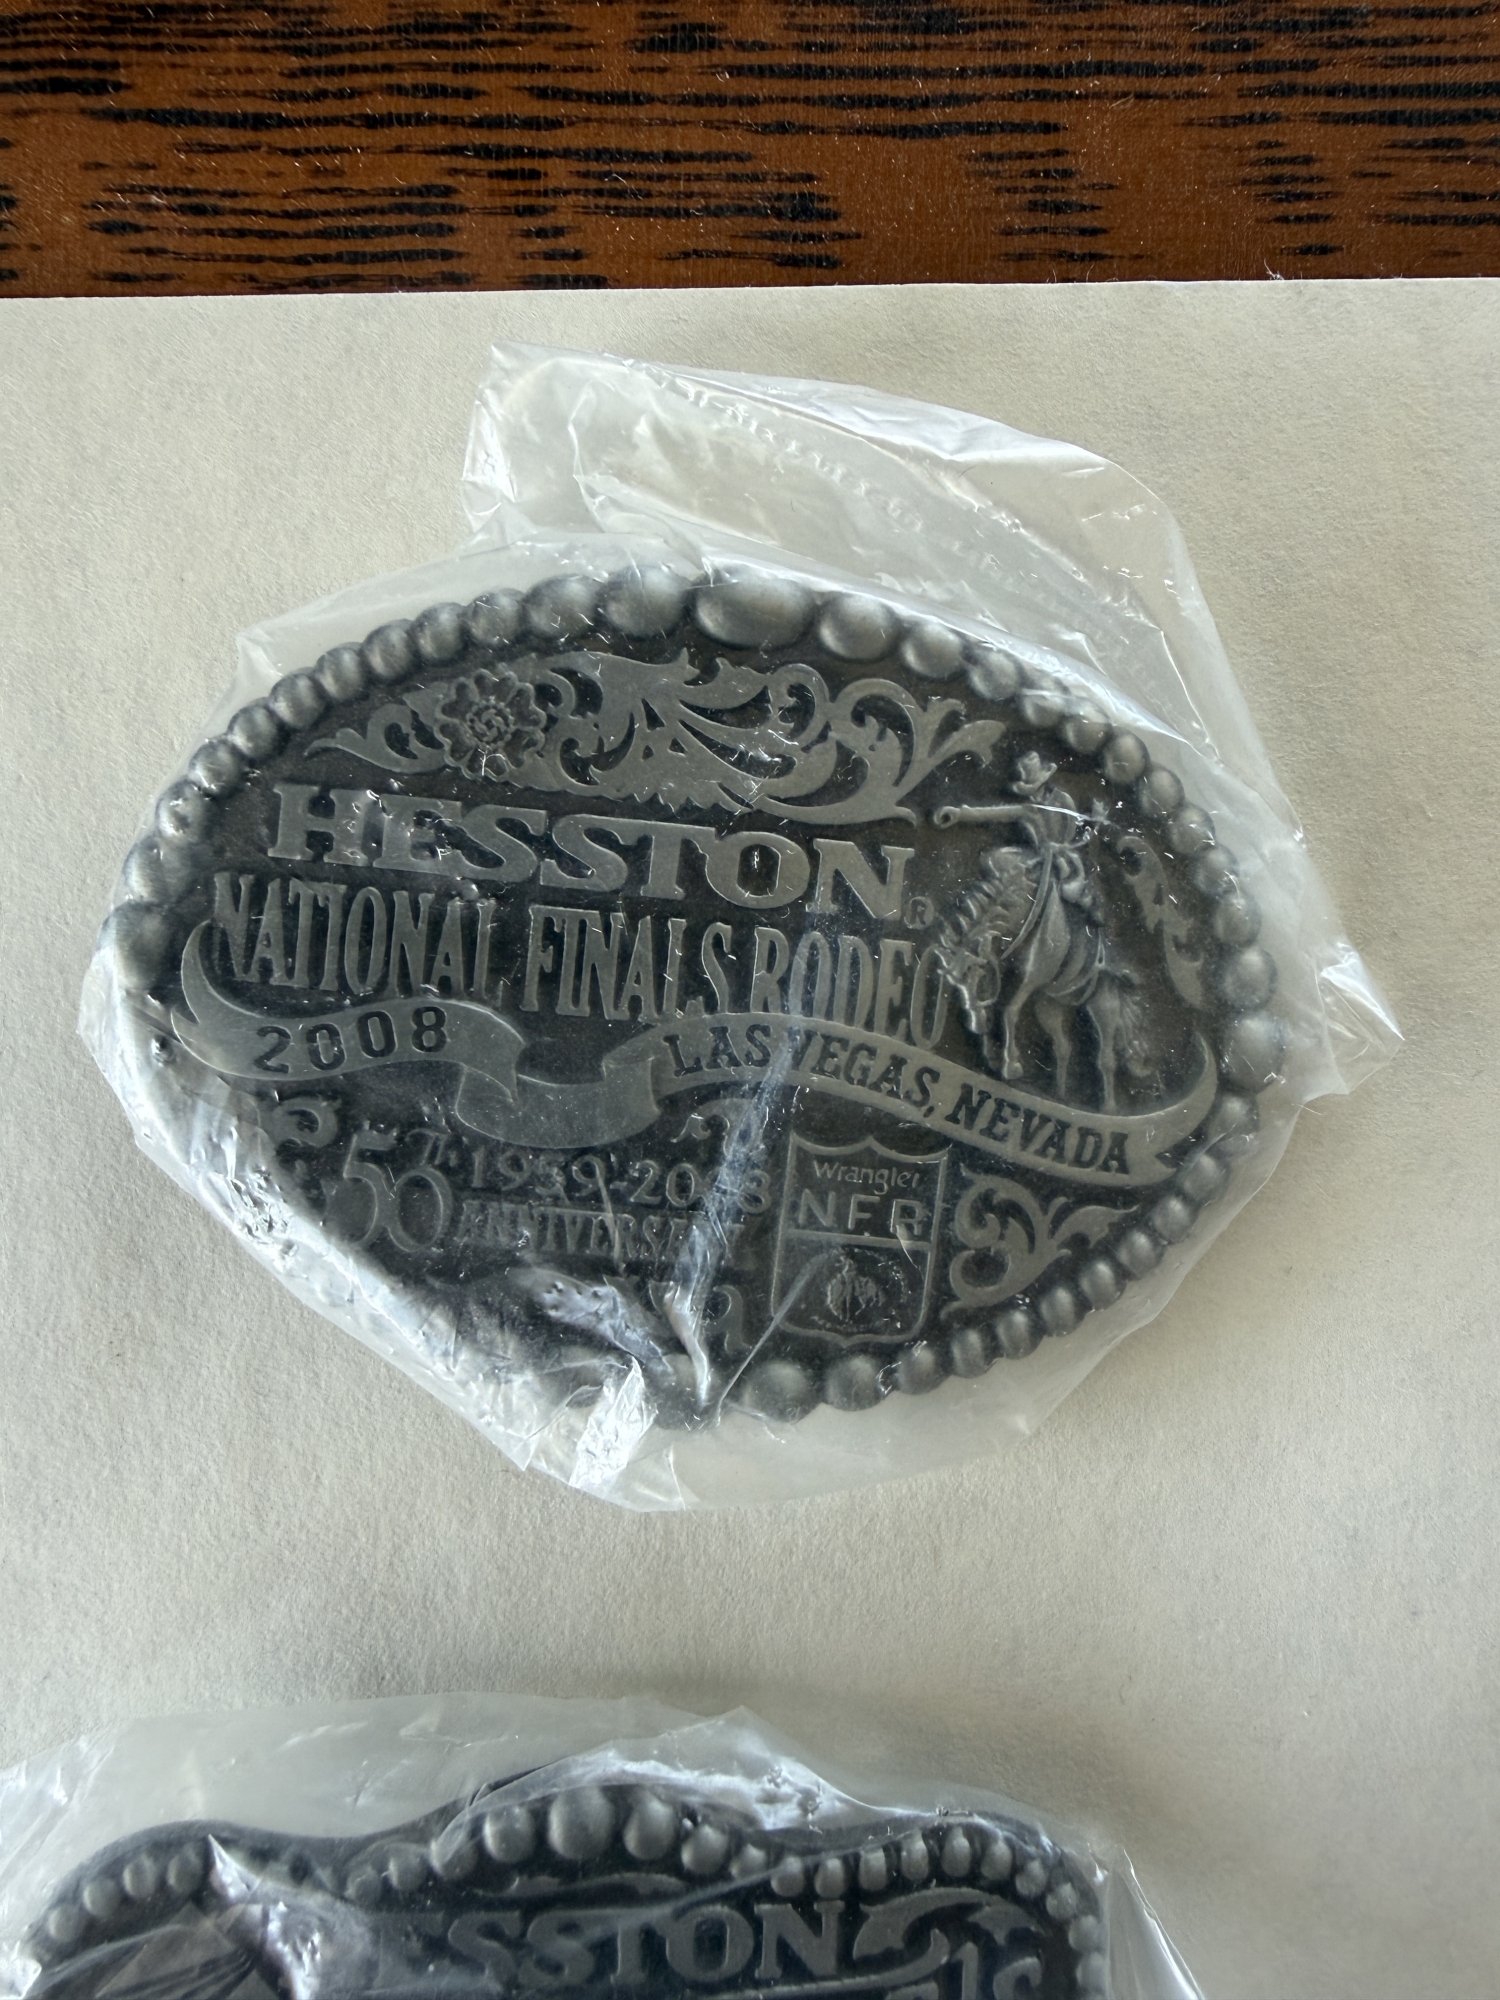 HESSTON®
NATIONAL FINALS RODEO
2008
LAS VEGAS, NEVADA
50Th 1959-2008
ANNIVERSARY
Wrangler
NFR
HESSTON